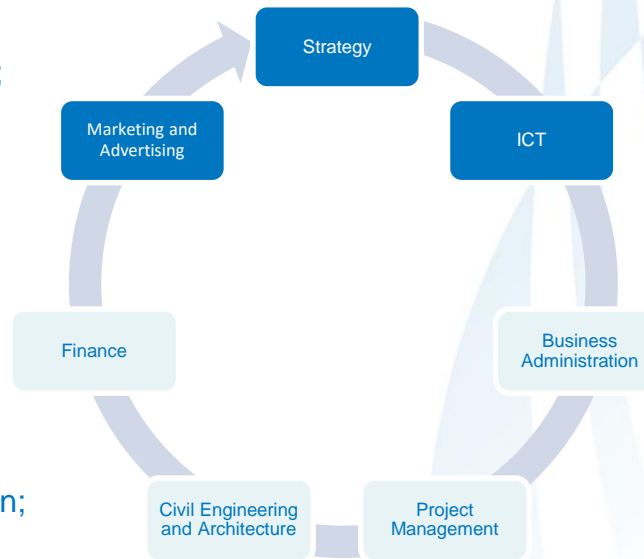 Strategy
Marketing and
Advertising
ICT
Finance
Business
Administration
Civil Engineering
and Architecture
Project
Management
n;